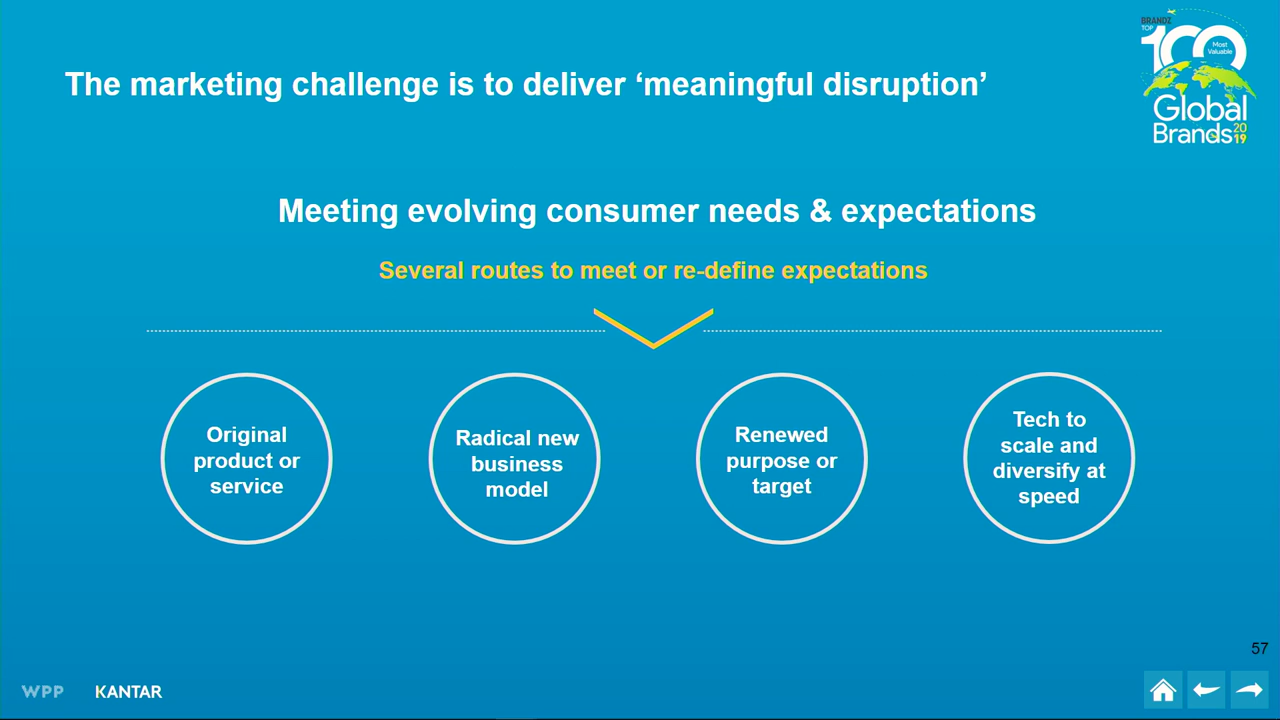 BRANDZ
TOP
100
Most
Valuable
Global
Brands
20
19
The marketing challenge is to deliver ‘meaningful disruption’
Meeting evolving consumer needs & expectations
Several routes to meet or re-define expectations
Original
product or
service
Radical new
business
model
Renewed
purpose or
target
Tech to
scale and
diversify at
speed
57
WPP
KANTAR